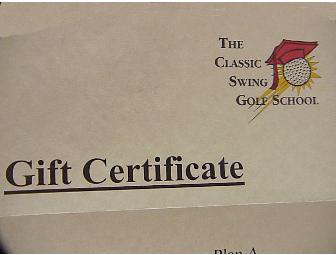 The
Classic
Swing
Golf School
Gift Certificate
Plan A